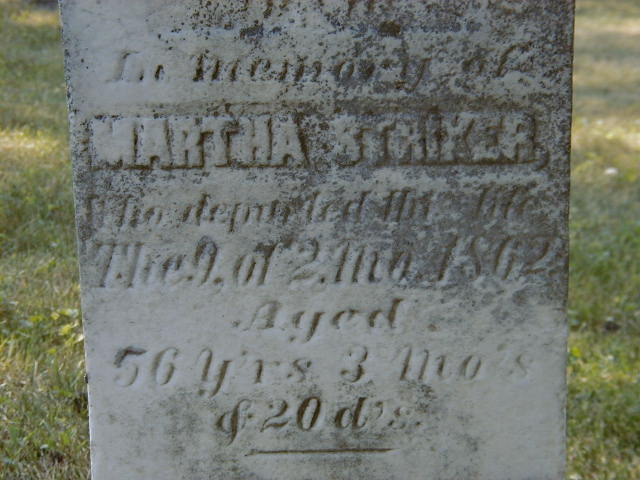 In memory of
MARTHA STRIKER,
Who departed this life
The 9. of 2. Mo. 1862
Aged
56 Y'rs 3 Mo's
& 20 d's.